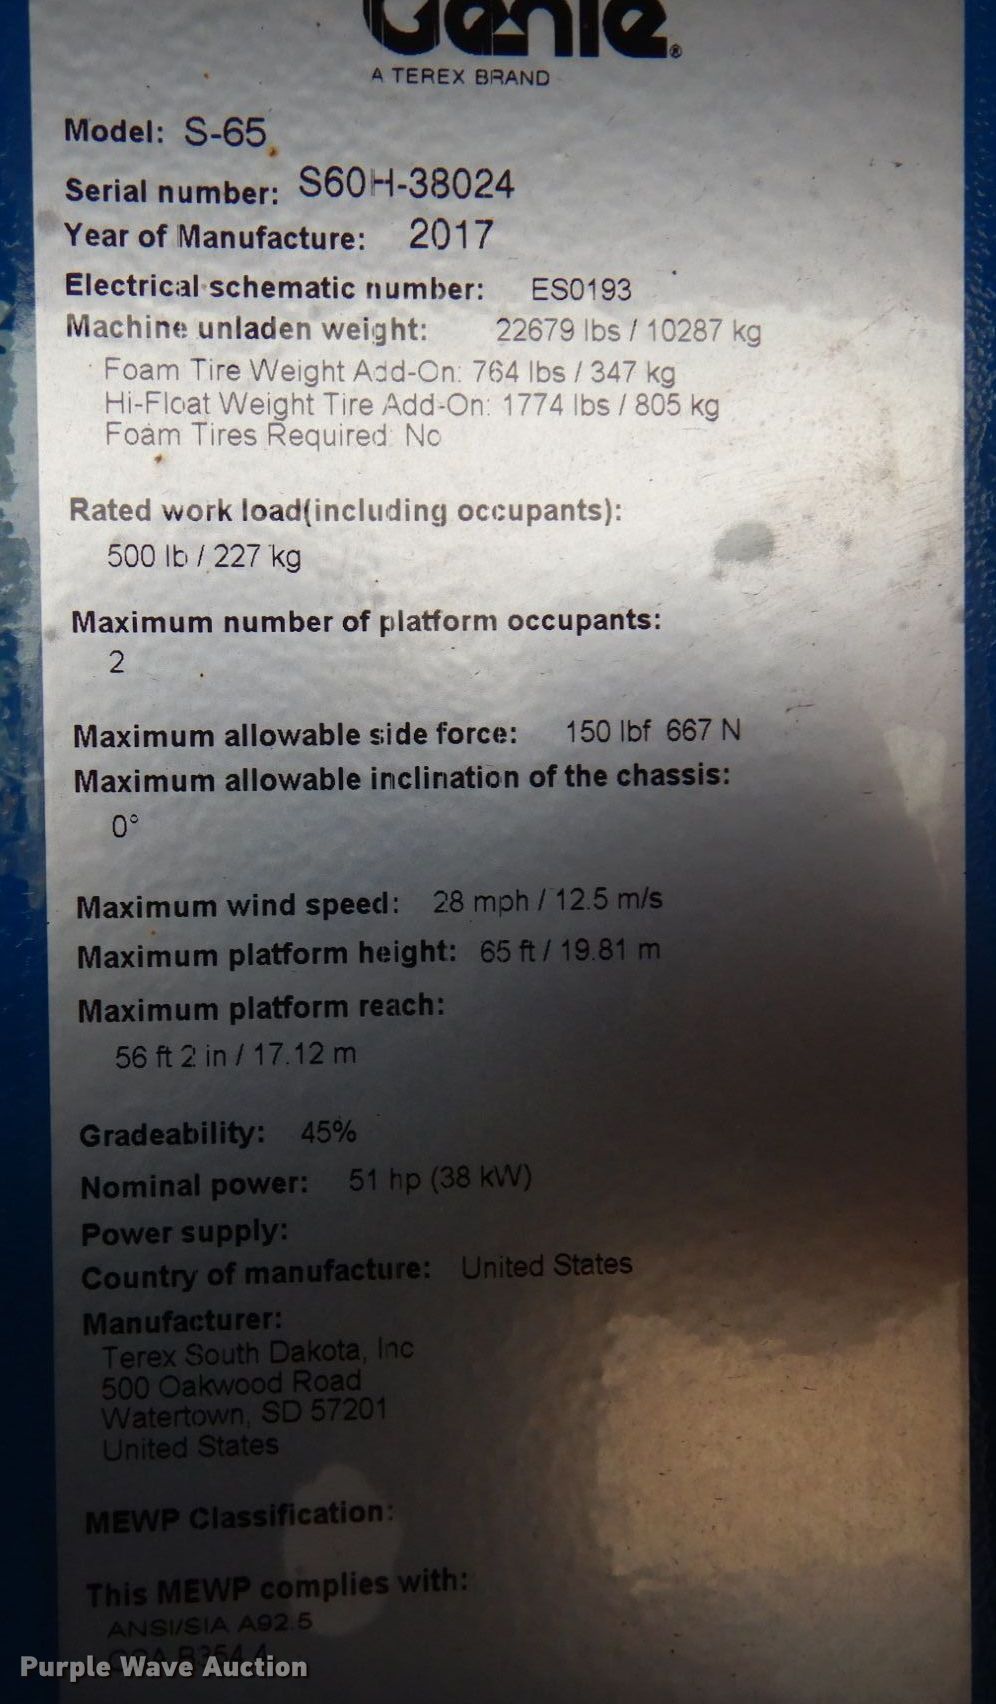 Genie®
A TEREX BRAND
Model: S-65
Serial number: S60H-38024
Year of Manufacture: 2017
Electrical schematic number: ES0193
Machine unladen weight: 22679 lbs / 10287 kg
Foam Tire Weight Add-On: 764 lbs / 347 kg
Hi-Float Weight Tire Add-On: 1774 lbs / 805 kg
Foam Tires Required: No
Rated work load(including occupants):
500 lb / 227 kg
Maximum number of platform occupants:
2
Maximum allowable side force: 150 lbf 667 N
Maximum allowable inclination of the chassis:
0°
Maximum wind speed: 28 mph / 12.5 m/s
Maximum platform height: 65 ft / 19.81 m
Maximum platform reach:
56 ft 2 in / 17.12 m
Gradeability: 45%
Nominal power: 51 hp (38 kW)
Power supply:
Country of manufacture: United States
Manufacturer:
Terex South Dakota, Inc
500 Oakwood Road
Watertown, SD 57201
United States
MEWP Classification:
This MEWP complies with:
ANSI/SIA A92.5
CSA B354.4
Purple Wave Auction